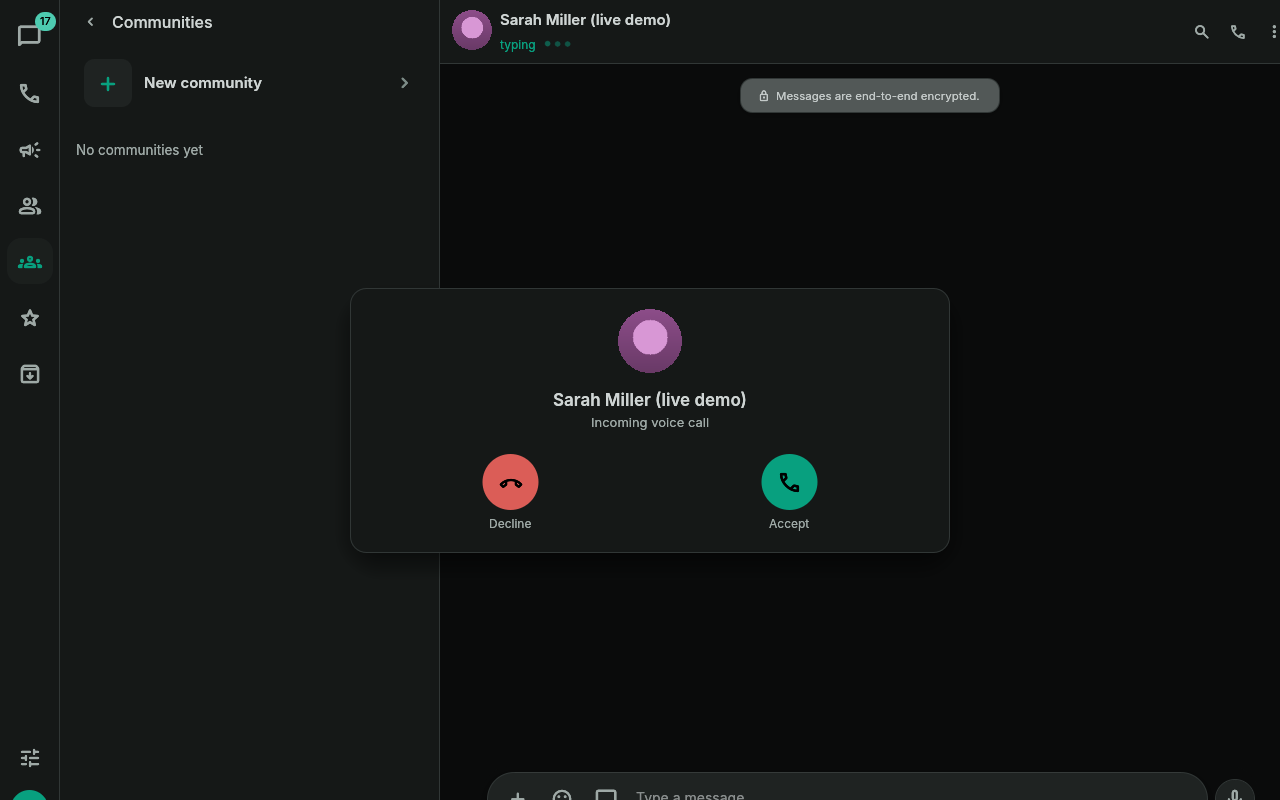 17
Communities
New community
No communities yet
Sarah Miller (live demo)
typing
Messages are end-to-end encrypted.
Sarah Miller (live demo)
Incoming voice call
Decline
Accept
Type a message